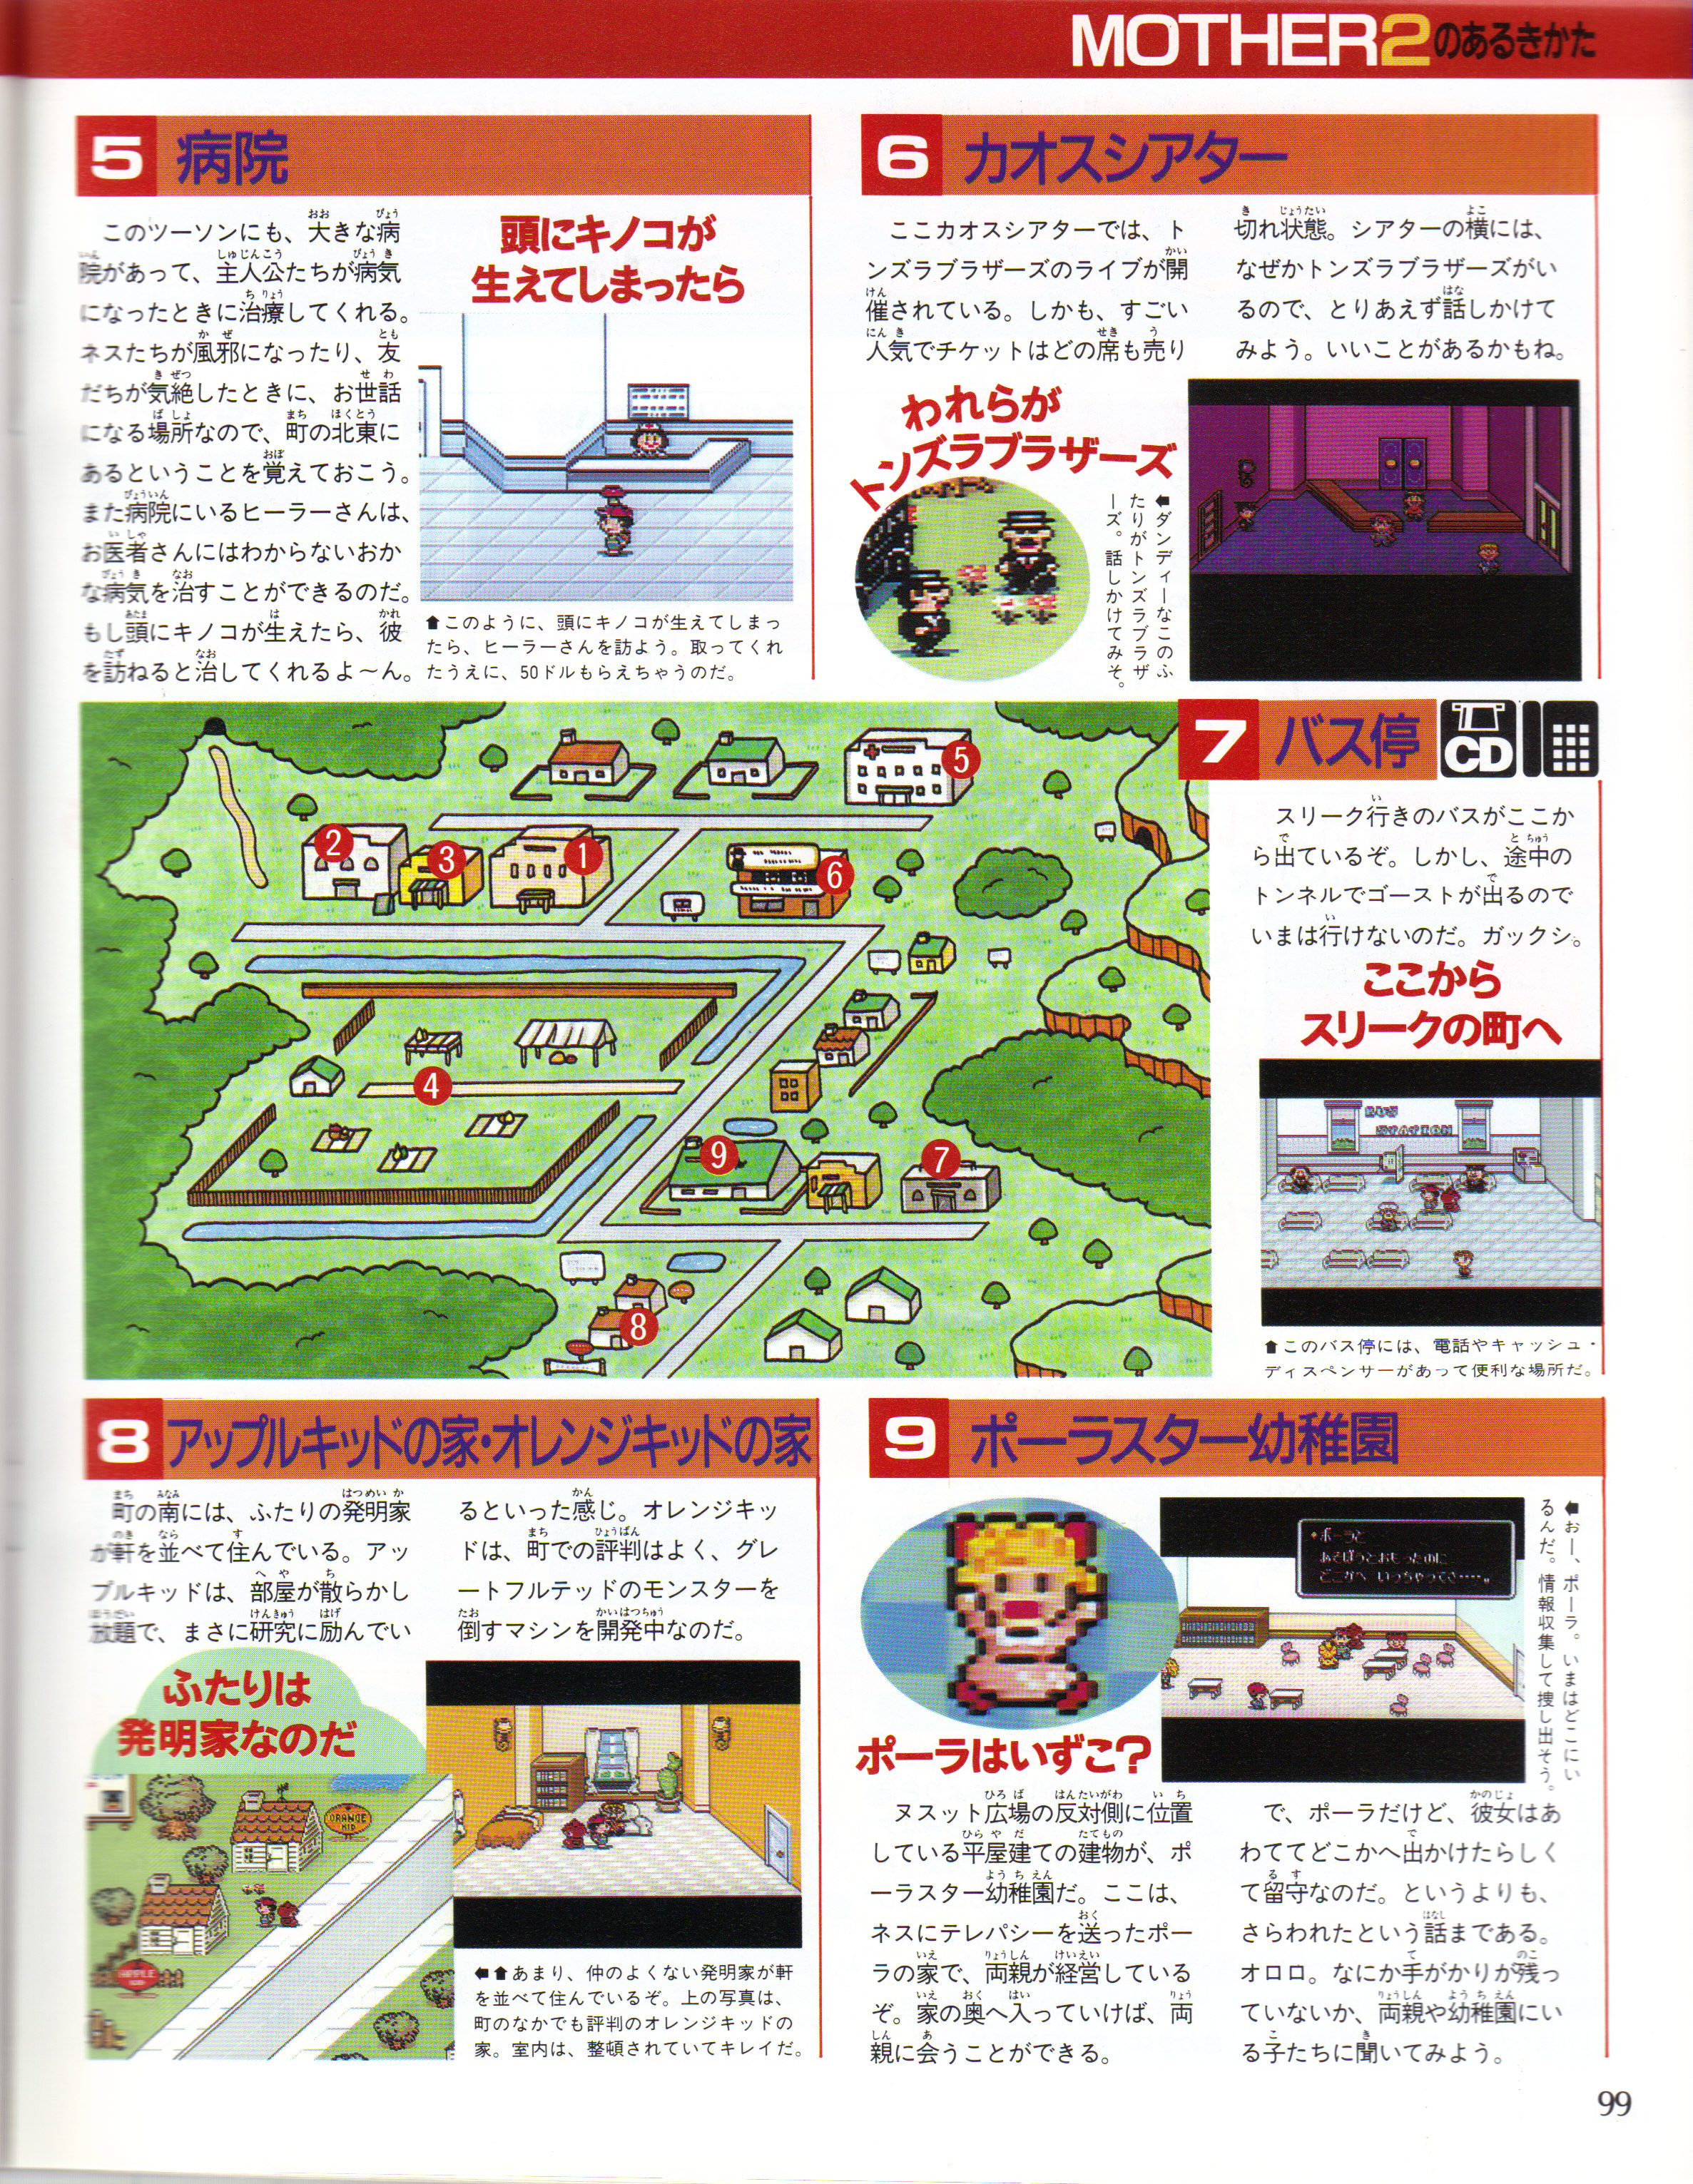 MOTHER2のあるきかた
5 病院
このツーソンにも、大きな病
院があって、主人公たちが病気
になったときに治療してくれる。
ネスたちが風邪になったり、友
だちが気絶したときに、お世話
になる場所なので、町の北東に
あるということを覚えておこう。
また病院にいるヒーラーさんは、
お医者さんにはわからないおか
な病気を治すことができるのだ。
もし頭にキノコが生えたら、彼
を訪ねると治してくれるよ〜ん。
頭にキノコが
生えてしまったら
⬆このように、頭にキノコが生えてしまっ
たら、ヒーラーさんを訪よう。取ってくれ
たうえに、50ドルもらえちゃうのだ。
6 カオスシアター
ここカオスシアターでは、ト
ンズラブラザーズのライブが開
催されている。しかも、すごい
人気でチケットはどの席も売り
切れ状態。シアターの横には、
なぜかトンズラブラザーズがい
るので、とりあえず話しかけて
みよう。いいことがあるかもね。
われらが
トンズラブラザーズ
⬅ダンディーなこのふ
たりがトンズラブラザ
ーズ。話しかけてみそ。
5
2
3
1
6
4
9
7
8
7 バス停
CD
スリーク行きのバスがここか
ら出ているぞ。しかし、途中の
トンネルでゴーストが出るので
いまは行けないのだ。ガックシ。
ここから
スリークの町へ
BUS
STATION
⬆このバス停には、電話やキャッシュ・
ディスペンサーがあって便利な場所だ。
8 アップルキッドの家・オレンジキッドの家
町の南には、ふたりの発明家
が軒を並べて住んでいる。アッ
プルキッドは、部屋が散らかし
放題で、まさに研究に励んでい
るといった感じ。オレンジキッ
ドは、町での評判はよく、グレ
ートフルテッドのモンスターを
倒すマシンを開発中なのだ。
ふたりは
発明家なのだ
ORANGE
KID
APPLE
KID
⬅⬆あまり、仲のよくない発明家が軒
を並べて住んでいるぞ。上の写真は、
町のなかでも評判のオレンジキッドの
家。室内は、整頓されていてキレイだ。
9 ポーラスター幼稚園
ポーラと
あそぼうとおもったのに
どこかへ いっちゃってさ‥‥‥。
⬅おー、ポーラ。いまはどこにい
るんだ。情報収集して捜し出そう。
ポーラはいずこ？
ヌスット広場の反対側に位置
している平屋建ての建物が、ポ
ーラスター幼稚園だ。ここは、
ネスにテレパシーを送ったポー
ラの家で、両親が経営している
ぞ。家の奥へ入っていけば、両
親に会うことができる。
で、ポーラだけど、彼女はあ
わててどこかへ出かけたらしく
て留守なのだ。というよりも、
さらわれたという話まである。
オロロ。なにか手がかりが残っ
ていないか、両親や幼稚園にい
る子たちに聞いてみよう。
99